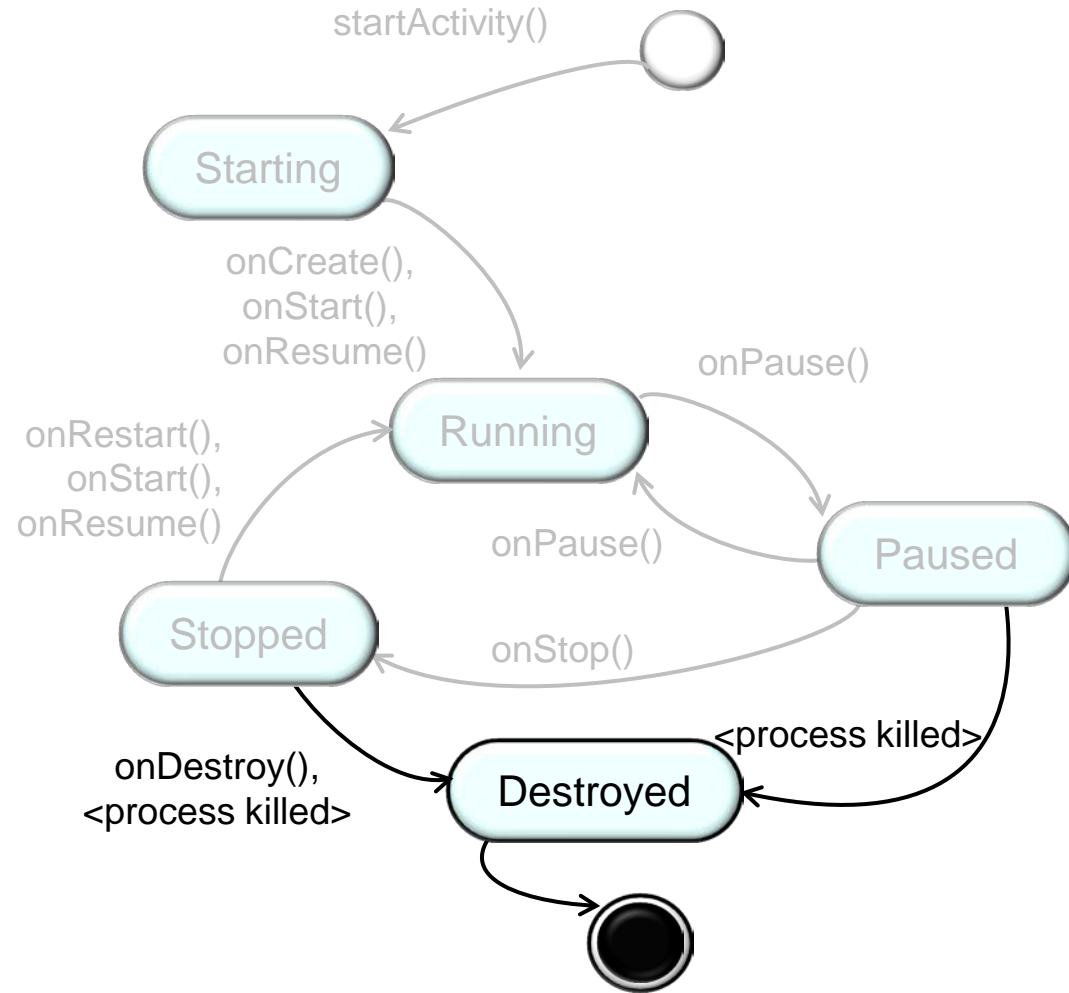 startActivity()
Starting
onCreate(),
onStart(),
onResume()
onPause()
Running
onRestart(),
onStart(),
onResume()
onPause()
Paused
Stopped
onStop()
<process killed>
onDestroy(),
<process killed>
Destroyed